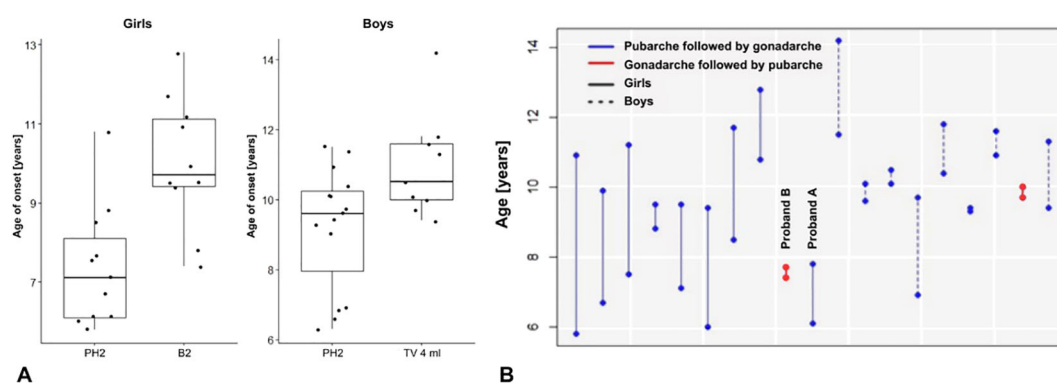 Girls
Boys
Age of onset [years]
13
11
9
7
PH2
B2
Age of onset [years]
14
12
10
8
6
PH2
TV 4 ml
A
Age [years]
14
12
10
8
6
Pubarche followed by gonadarche
Gonadarche followed by pubarche
Girls
Boys
Proband B
Proband A
B